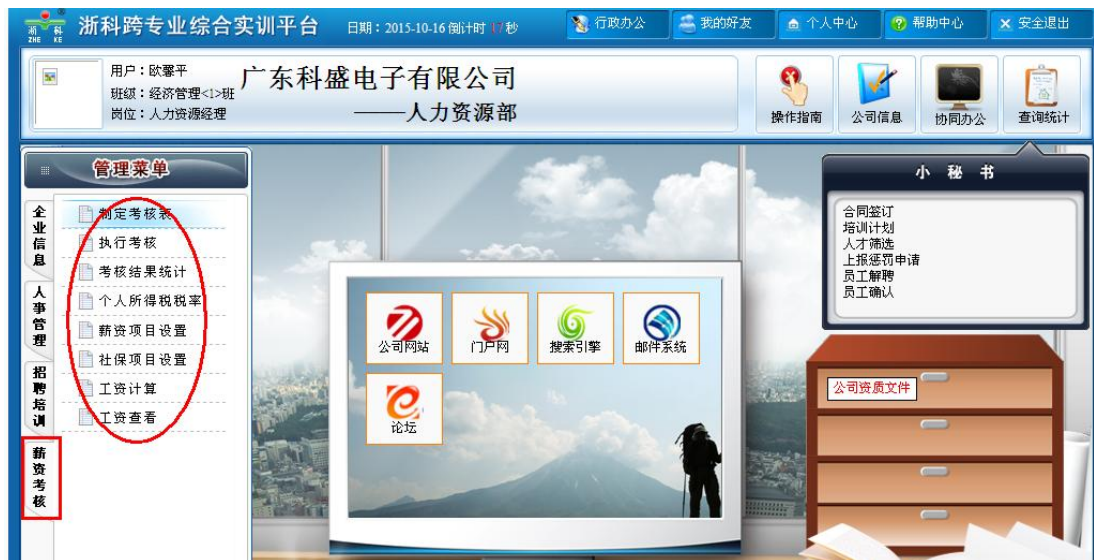 浙科
ZHE KE
浙科跨专业综合实训平台
日期：2015-10-16 倒计时 17 秒
行政办公
我的好友
个人中心
帮助中心
安全退出
用户：欧馨平
班级：经济管理<1>班
岗位：人力资源经理
广东科盛电子有限公司
——人力资源部
操作指南
公司信息
协同办公
查询统计
管理菜单
企业信息
人事管理
招聘培训
薪资考核
制定考核表
执行考核
考核结果统计
个人所得税税率
薪资项目设置
社保项目设置
工资计算
工资查看
公司网站
门户网
搜索引擎
邮件系统
论坛
小秘书
合同签订
培训计划
人才筛选
上报惩罚申请
员工解聘
员工确认
公司资质文件